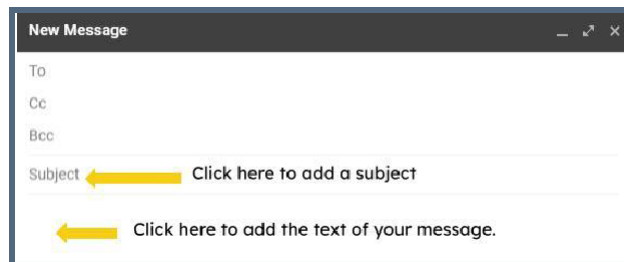 New Message
To
Cc
Bcc
Subject Click here to add a subject
Click here to add the text of your message.